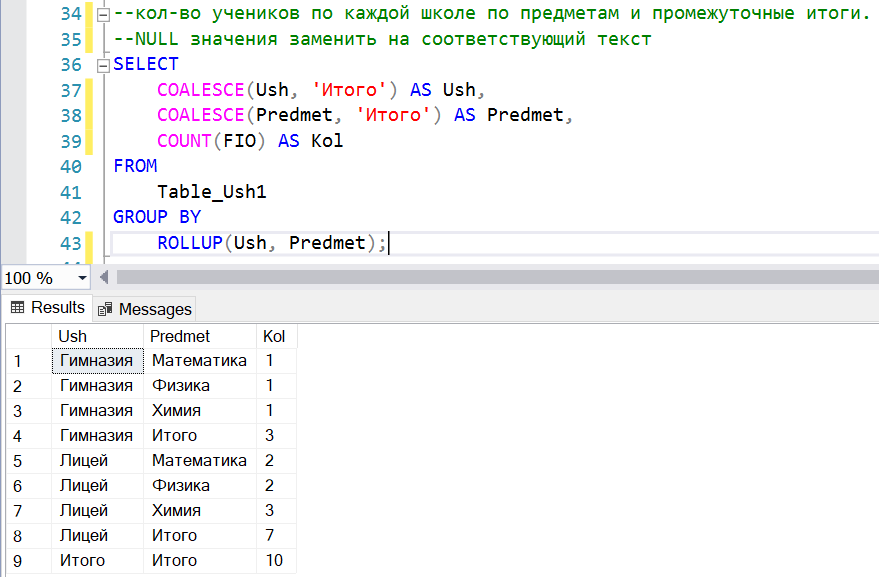 34 --кол-во учеников по каждой школе по предметам и промежуточные итоги.
35 --NULL значения заменить на соответствующий текст
36 SELECT
37 COALESCE(Ush, 'Итого') AS Ush,
38 COALESCE(Predmet, 'Итого') AS Predmet,
39 COUNT(FIO) AS Kol
40 FROM
41 Table_Ush1
42 GROUP BY
43 ROLLUP(Ush, Predmet);
100 %
Results Messages
Ush Predmet Kol
1 Гимназия Математика 1
2 Гимназия Физика 1
3 Гимназия Химия 1
4 Гимназия Итого 3
5 Лицей Математика 2
6 Лицей Физика 2
7 Лицей Химия 3
8 Лицей Итого 7
9 Итого Итого 10